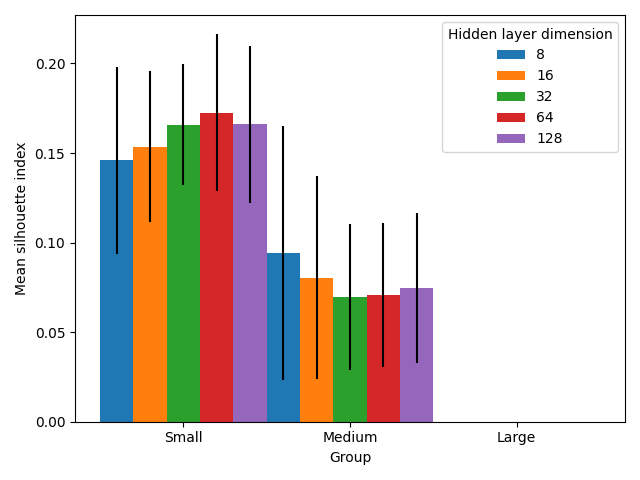 Hidden layer dimension
8
16
32
64
128
Mean silhouette index
0.20
0.15
0.10
0.05
0.00
Small Medium Large
Group